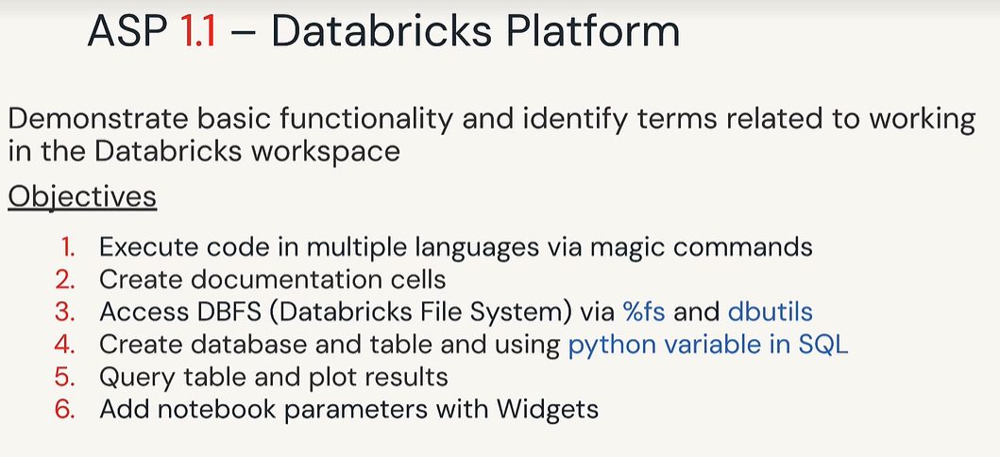 ASP 1.1 – Databricks Platform
Demonstrate basic functionality and identify terms related to working
in the Databricks workspace
Objectives
1. Execute code in multiple languages via magic commands
2. Create documentation cells
3. Access DBFS (Databricks File System) via %fs and dbutils
4. Create database and table and using python variable in SQL
5. Query table and plot results
6. Add notebook parameters with Widgets